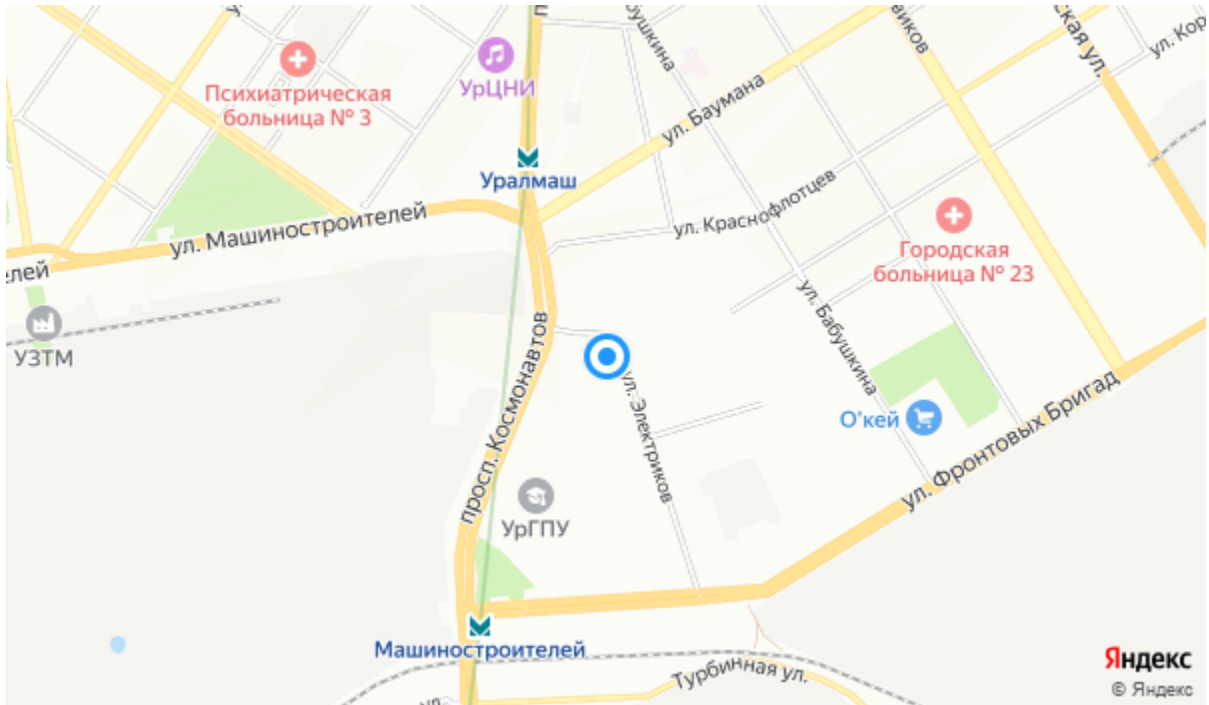 Психиатрическая
больница № 3
УрЦНИ
Уралмаш
ул. Баумана
ул. Машиностроителей
ул. Краснофлотцев
Городская
больница № 23
УЗТМ
просп. Космонавтов
ул. Электриков
ул. Бабушкина
О'кей
ул. Фронтовых Бригад
УрГПУ
Машиностроителей
Турбинная ул.
Яндекс
© Яндекс